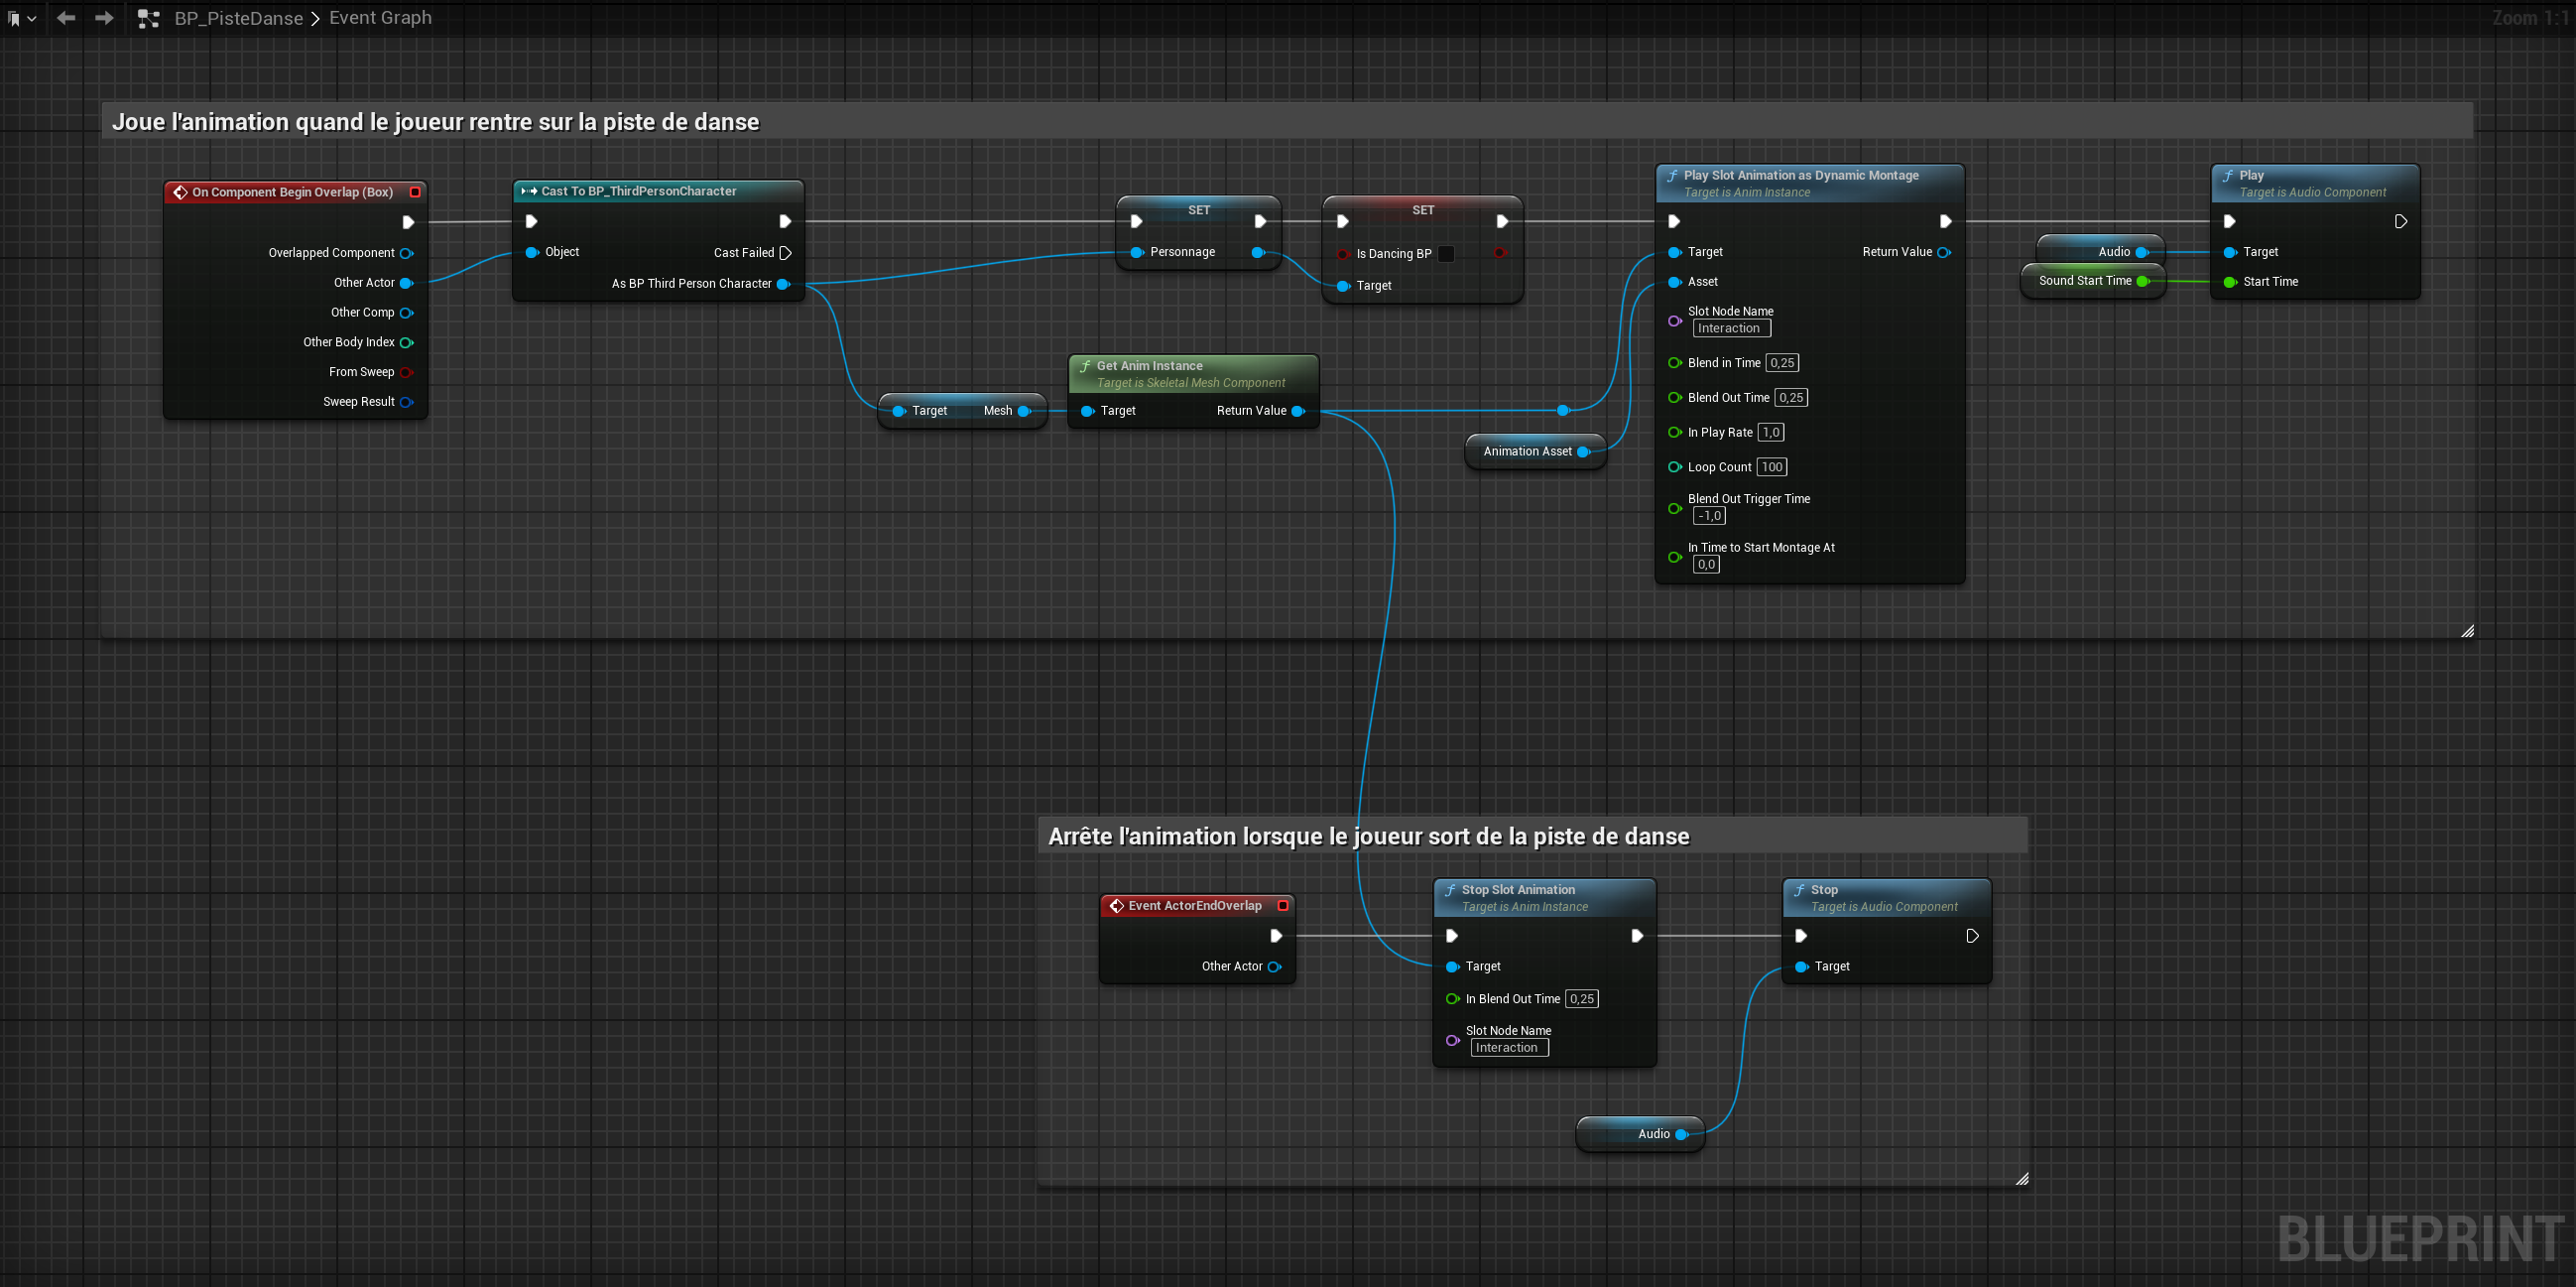 BP_PisteDanse > Event Graph
Zoom 1:1
Joue l'animation quand le joueur rentre sur la piste de danse
On Component Begin Overlap (Box)
Overlapped Component
Other Actor
Other Comp
Other Body Index
From Sweep
Sweep Result
Cast To BP_ThirdPersonCharacter
Object
Cast Failed
As BP Third Person Character
Target Mesh
Get Anim Instance
Target is Skeletal Mesh Component
Target Return Value
SET
Personnage
SET
Is Dancing BP
Target
Animation Asset
Play Slot Animation as Dynamic Montage
Target is Anim Instance
Target Return Value
Asset
Slot Node Name
Interaction
Blend in Time 0,25
Blend Out Time 0,25
In Play Rate 1,0
Loop Count 100
Blend Out Trigger Time
-1,0
In Time to Start Montage At
0,0
Audio
Sound Start Time
Play
Target is Audio Component
Target
Start Time
Arrête l'animation lorsque le joueur sort de la piste de danse
Event ActorEndOverlap
Other Actor
Stop Slot Animation
Target is Anim Instance
Target
In Blend Out Time 0,25
Slot Node Name
Interaction
Audio
Stop
Target is Audio Component
Target
BLUEPRINT